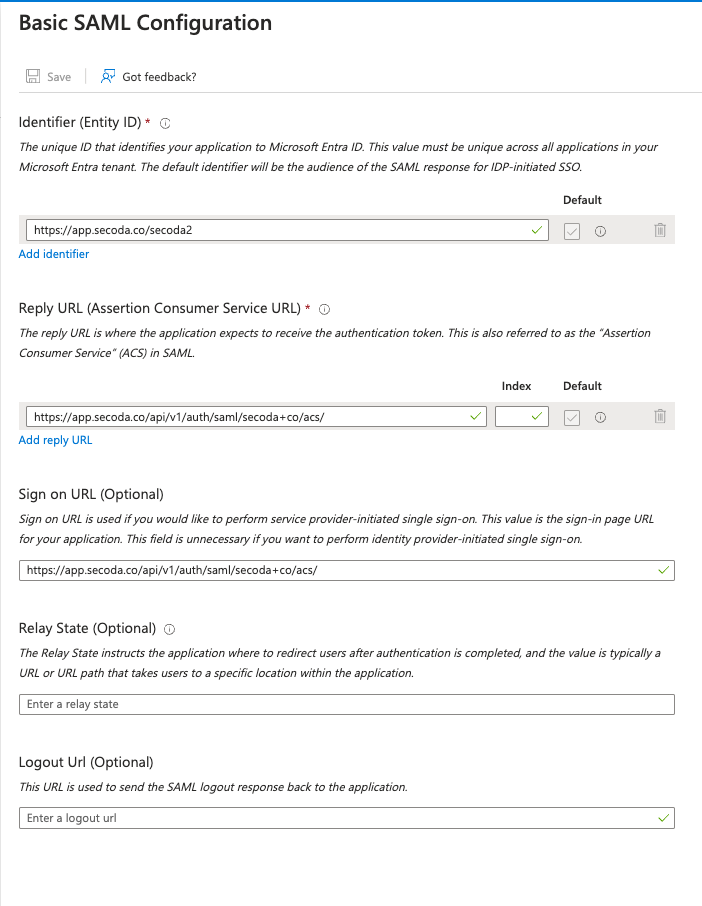 Basic SAML Configuration
Save
Got feedback?
Identifier (Entity ID) *
The unique ID that identifies your application to Microsoft Entra ID. This value must be unique across all applications in your
Microsoft Entra tenant. The default identifier will be the audience of the SAML response for IDP-initiated SSO.
Default
https://app.secoda.co/secoda2
Add identifier
Reply URL (Assertion Consumer Service URL) *
The reply URL is where the application expects to receive the authentication token. This is also referred to as the "Assertion
Consumer Service" (ACS) in SAML.
Index Default
https://app.secoda.co/api/v1/auth/saml/secoda+co/acs/
Add reply URL
Sign on URL (Optional)
Sign on URL is used if you would like to perform service provider-initiated single sign-on. This value is the sign-in page URL
for your application. This field is unnecessary if you want to perform identity provider-initiated single sign-on.
https://app.secoda.co/api/v1/auth/saml/secoda+co/acs/
Relay State (Optional)
The Relay State instructs the application where to redirect users after authentication is completed, and the value is typically a
URL or URL path that takes users to a specific location within the application.
Enter a relay state
Logout Url (Optional)
This URL is used to send the SAML logout response back to the application.
Enter a logout url